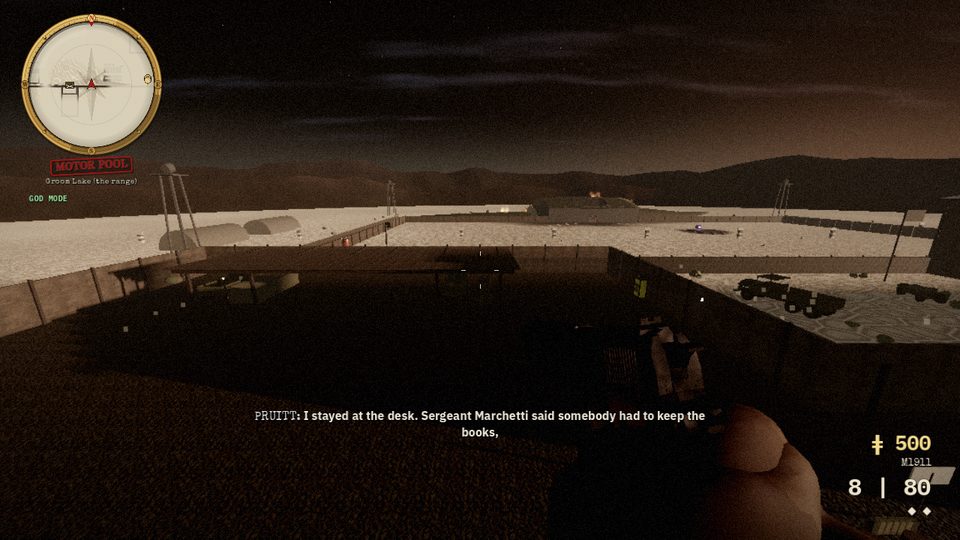 N
MOTOR POOL
Groom Lake (the range)
GOD MODE
PRUITT: I stayed at the desk. Sergeant Marchetti said somebody had to keep the
books,
500
M1911
8 | 80